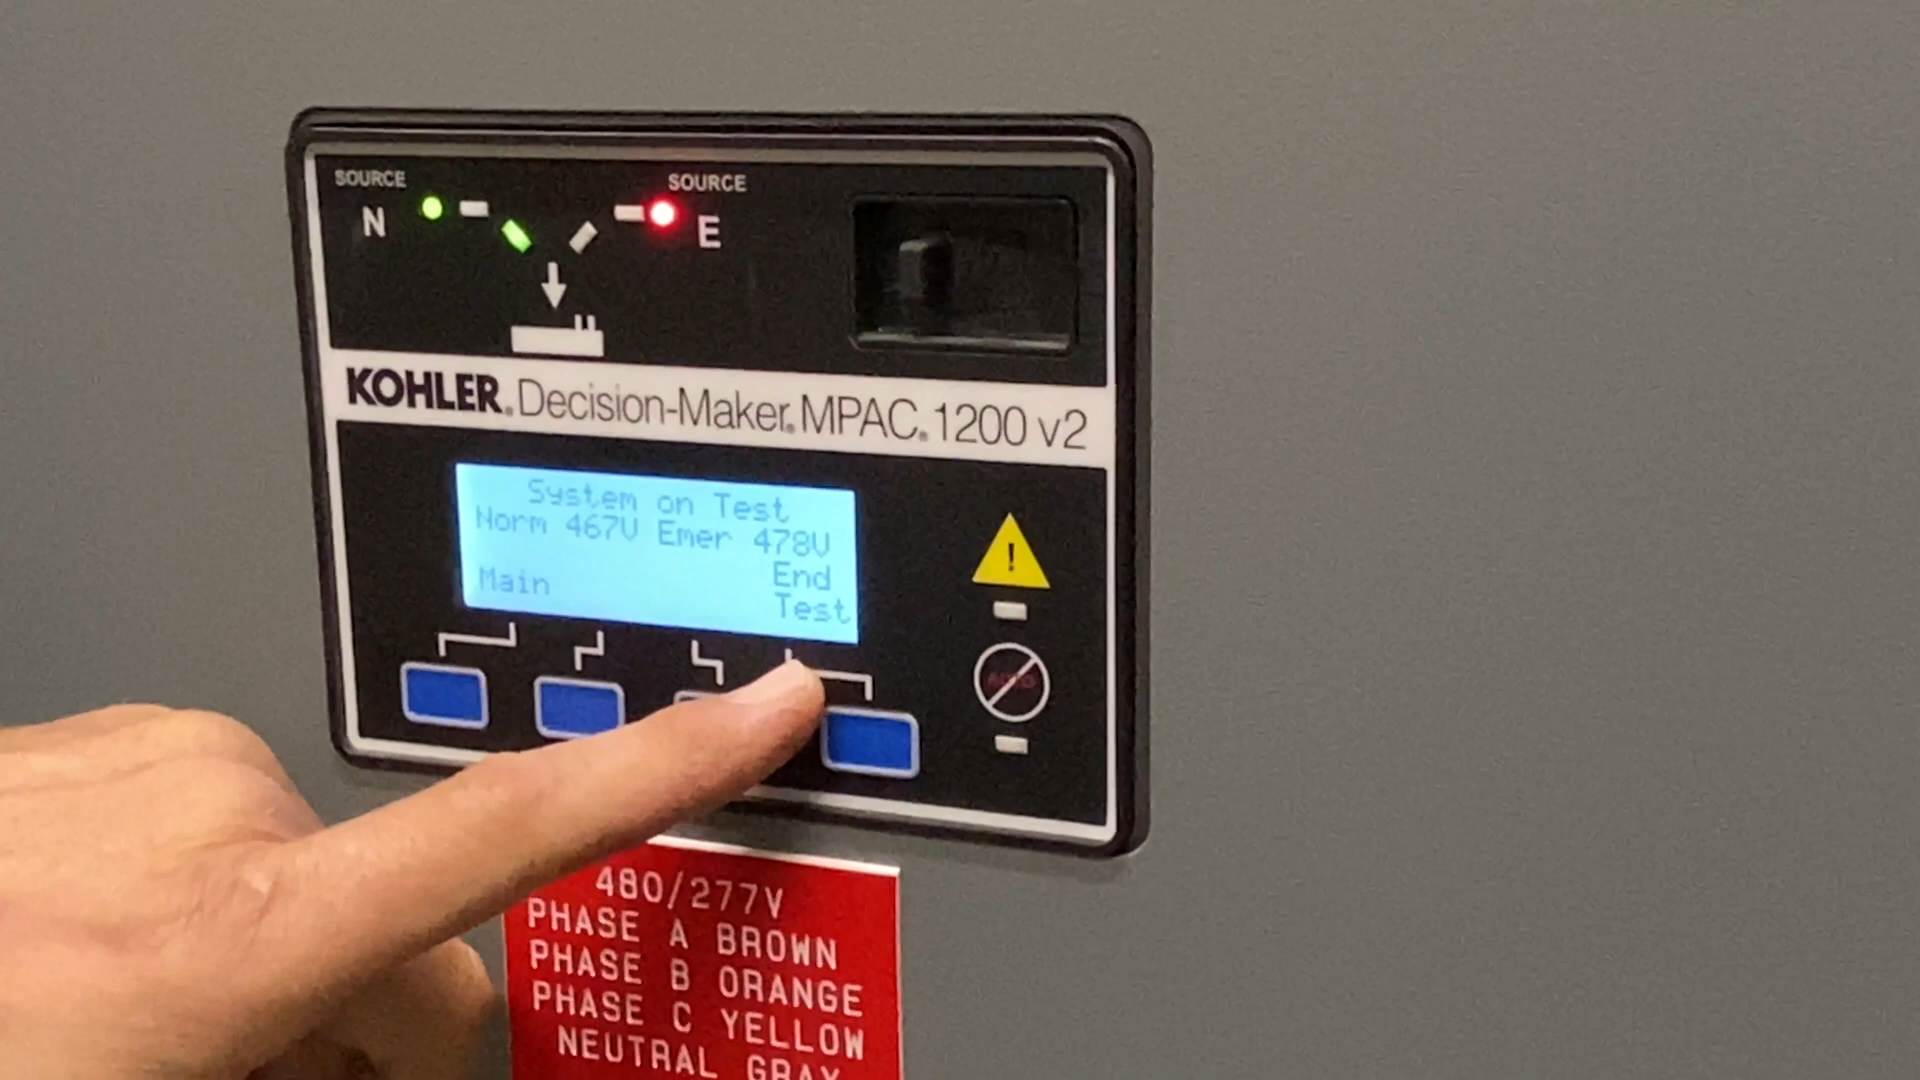 SOURCE
N
SOURCE
E
KOHLER. Decision-Maker. MPAC. 1200 v2
System on Test
Norm 467V Emer 478V
End
Main
Test
!
AUTO
480/277V
PHASE A BROWN
PHASE B ORANGE
PHASE C YELLOW
NEUTRAL GRAY